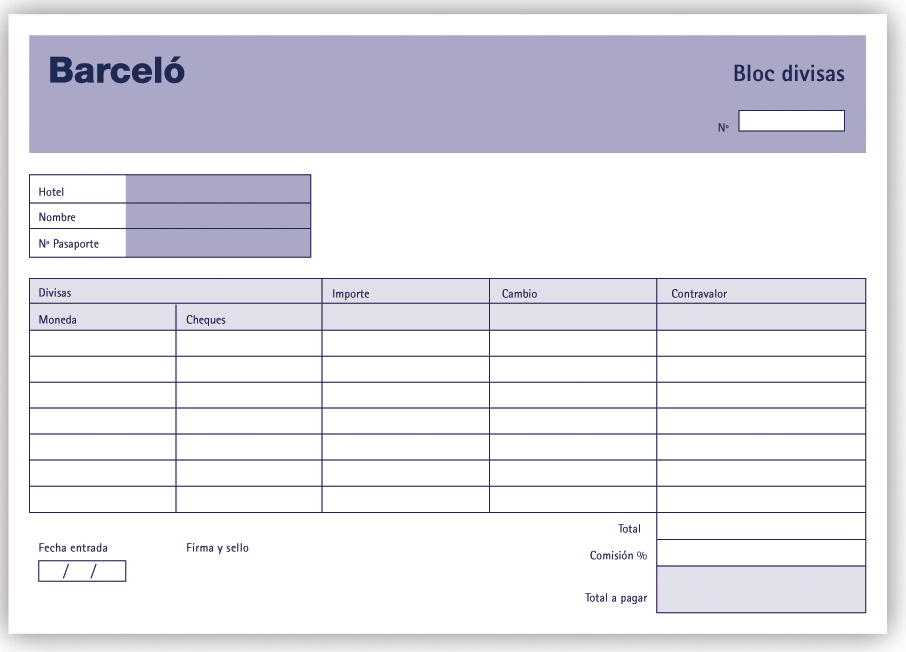 Barceló
Bloc divisas
Nº
Hotel
Nombre
Nº Pasaporte
Divisas Importe Cambio Contravalor
Moneda Cheques
Total
Fecha entrada Firma y sello
Comisión %
/ /
Total a pagar